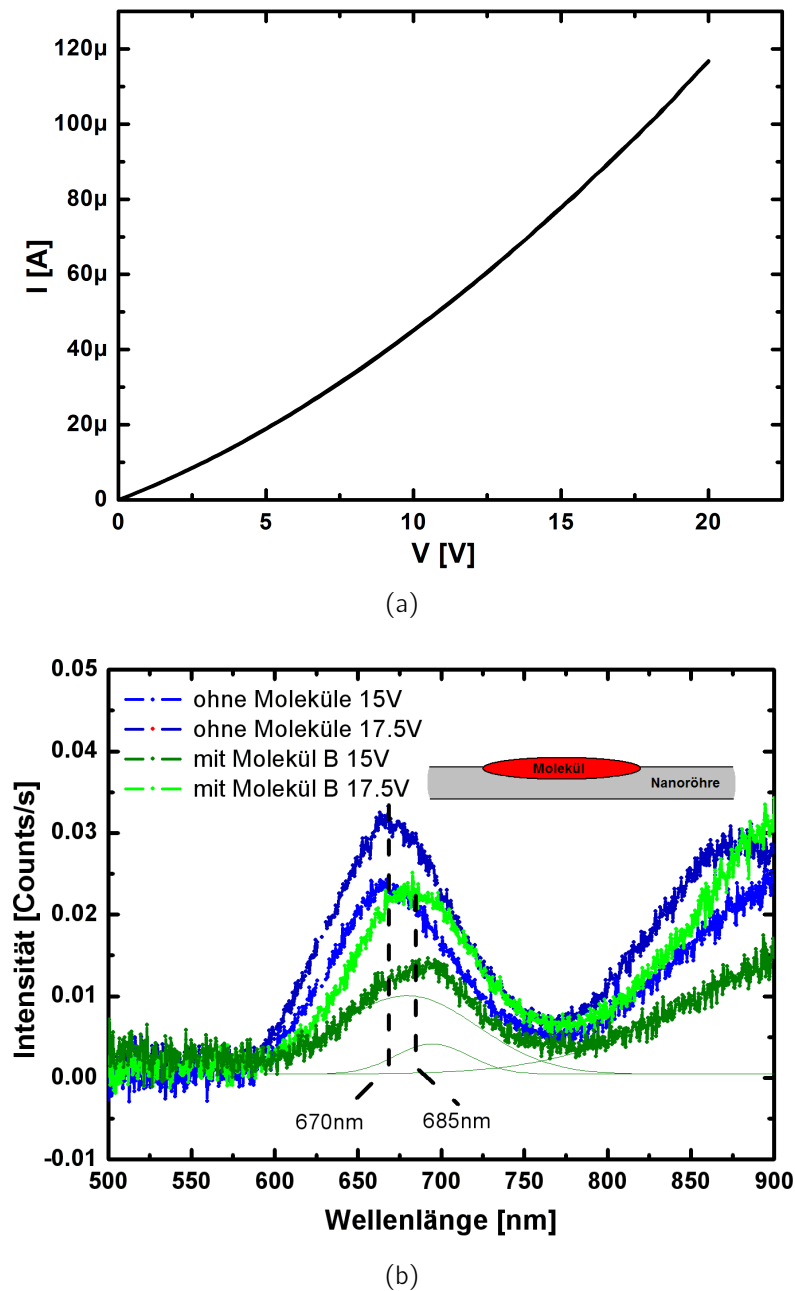 120µ
100µ
80µ
60µ
40µ
20µ
0
I [A]
0 5 10 15 20
V [V]
(a)
0.05
0.04
0.03
0.02
0.01
0.00
-0.01
Intensität [Counts/s]
ohne Moleküle 15V
ohne Moleküle 17.5V
mit Molekül B 15V
mit Molekül B 17.5V
Molekül
Nanoröhre
670nm
685nm
500 550 600 650 700 750 800 850 900
Wellenlänge [nm]
(b)